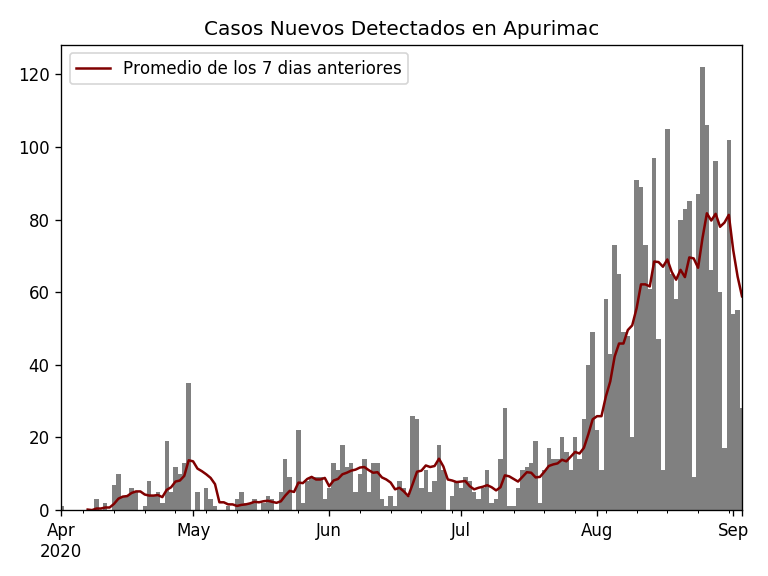 Casos Nuevos Detectados en Apurimac
Promedio de los 7 dias anteriores
120
100
80
60
40
20
0
Apr May Jun Jul Aug Sep
2020